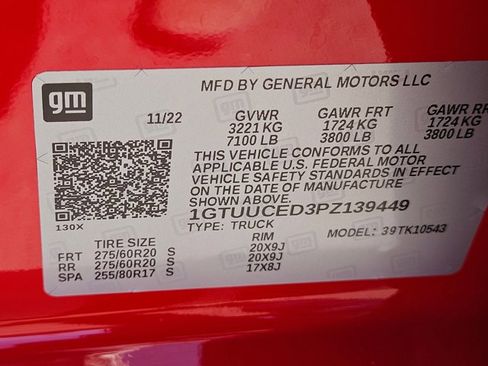 gm
MFD BY GENERAL MOTORS LLC
11/22 GVWR GAWR FRT GAWR RR
3221 KG 1724 KG 1724 KG
7100 LB 3800 LB 3800 LB
THIS VEHICLE CONFORMS TO ALL
APPLICABLE U.S. FEDERAL MOTOR
VEHICLE SAFETY STANDARDS IN EFFECT
ON THE DATE OF MANUFACTURE
SHOWN ABOVE.
130X 1GTUUCED3PZ139449
TYPE: TRUCK MODEL: 39TK10543
TIRE SIZE RIM
FRT 275/60R20 S 20X9J
RR 275/60R20 S 20X9J
SPA 255/80R17 S 17X8J